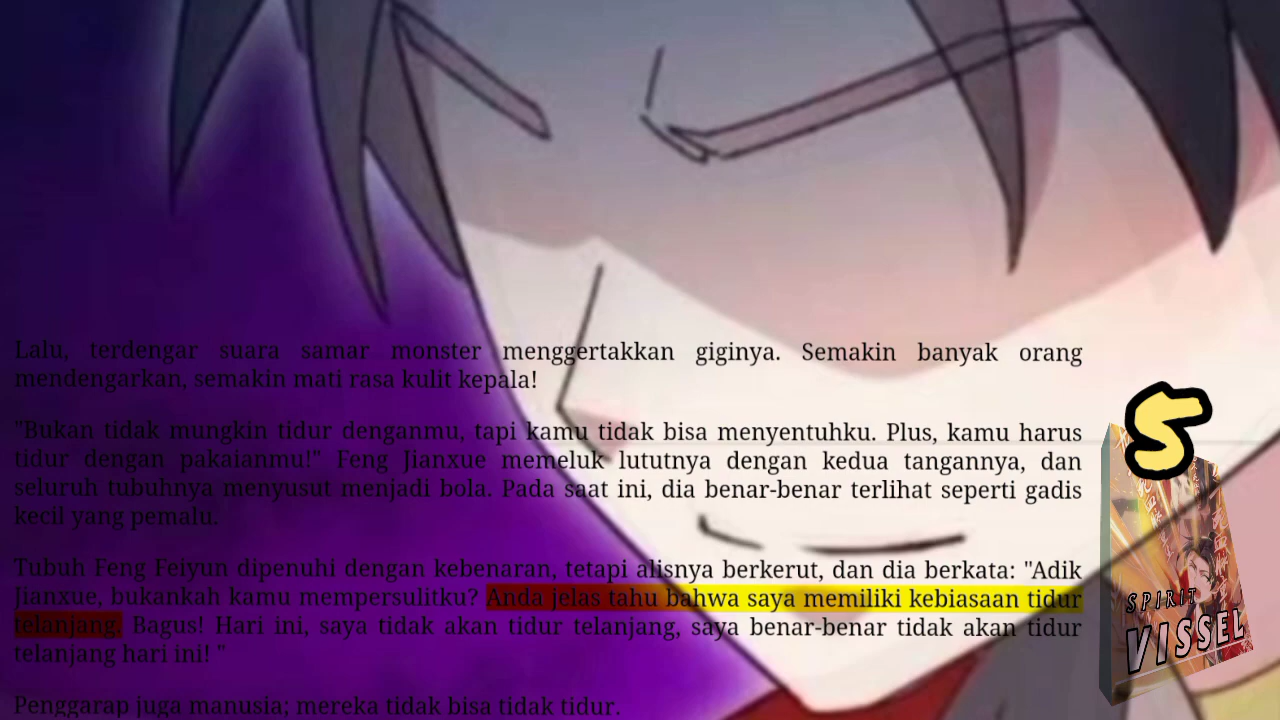 Lalu, terdengar suara samar monster menggertakkan giginya. Semakin banyak orang
mendengarkan, semakin mati rasa kulit kepala!
"Bukan tidak mungkin tidur denganmu, tapi kamu tidak bisa menyentuhku. Plus, kamu harus
tidur dengan pakaianmu!" Feng Jianxue memeluk lututnya dengan kedua tangannya, dan
seluruh tubuhnya menyusut menjadi bola. Pada saat ini, dia benar-benar terlihat seperti gadis
kecil yang pemalu.
Tubuh Feng Feiyun dipenuhi dengan kebenaran, tetapi alisnya berkerut, dan dia berkata: "Adik
Jianxue, bukankah kamu mempersulitku? Anda jelas tahu bahwa saya memiliki kebiasaan tidur
telanjang. Bagus! Hari ini, saya tidak akan tidur telanjang, saya benar-benar tidak akan tidur
telanjang hari ini! "
Penggarap juga manusia; mereka tidak bisa tidak tidur.
S
SPIRIT
VISSEL